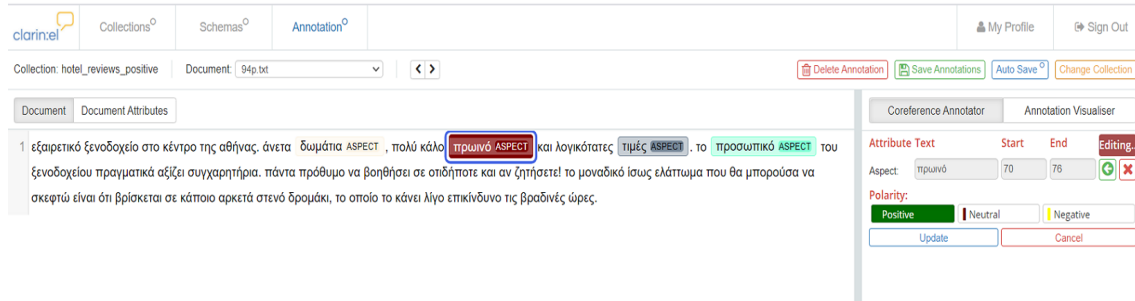 clarin:el Collections Schemas Annotation My Profile Sign Out
Collection: hotel_reviews_positive Document: 94p.txt Delete Annotation Save Annotations Auto Save Change Collection
Document Document Attributes Coreference Annotator Annotation Visualiser
1 εξαιρετικό ξενοδοχείο στο κέντρο της αθήνας. άνετα δωμάτια ASPECT , πολύ κάλο πρωινό ASPECT και λογικότατες τιμές ASPECT . το προσωπικό ASPECT του
ξενοδοχείου πραγματικά αξίζει συγχαρητήρια. πάντα πρόθυμο να βοηθήσει σε οτιδήποτε και αν ζητήσετε! το μοναδικό ίσως ελάττωμα που θα μπορούσα να
σκεφτώ είναι ότι βρίσκεται σε κάποιο αρκετά στενό δρομάκι, το οποίο το κάνει λίγο επικίνδυνο τις βραδινές ώρες.
Attribute Text Start End Editing..
Aspect: πρωινό 70 76
Polarity:
Positive Neutral Negative
Update Cancel